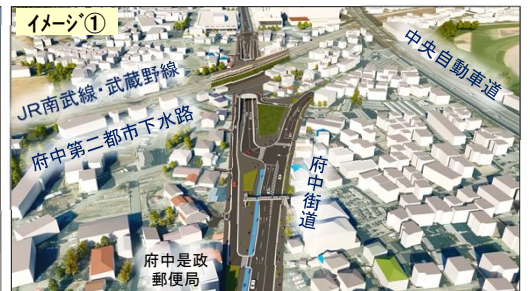 イメージ①
中央自動車道
JR南武線・武蔵野線
府中第二都市下水路
府中街道
府中是政
郵便局